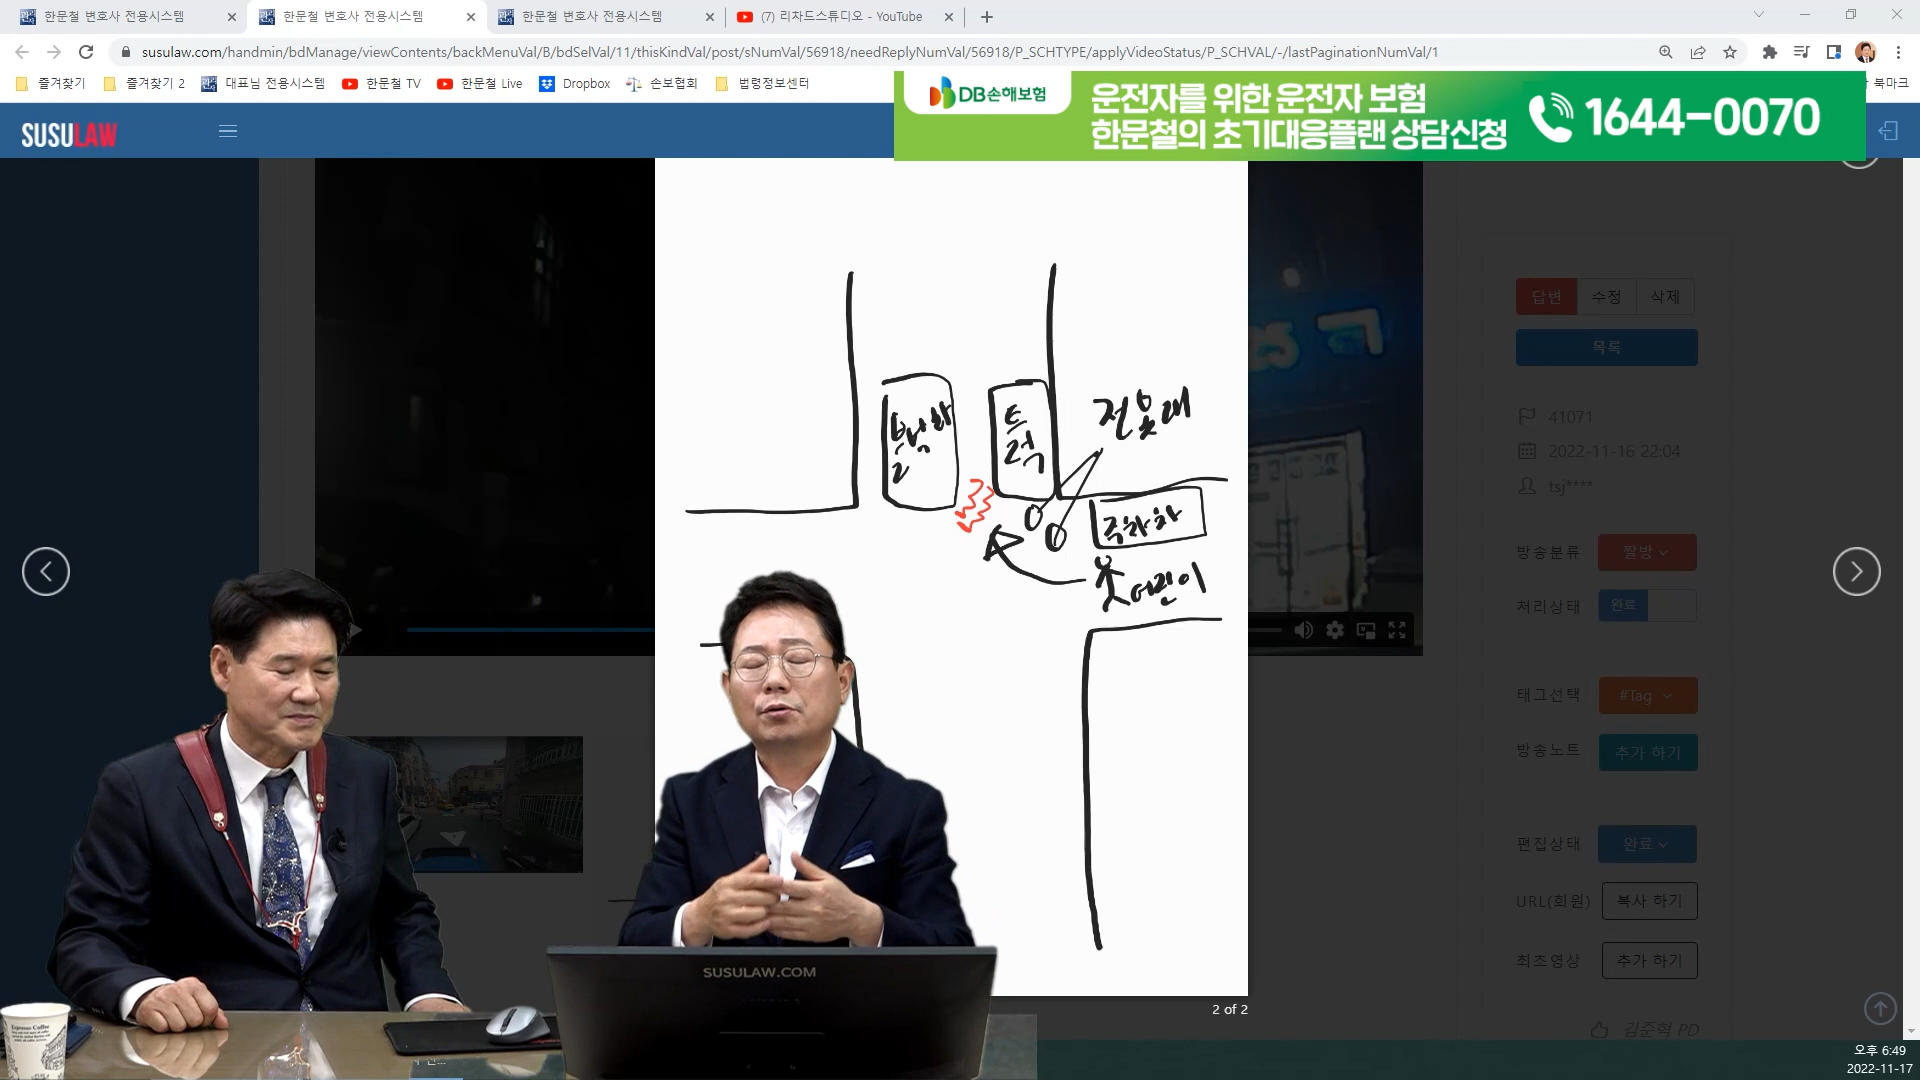 한문철 변호사 전용시스템
한문철 변호사 전용시스템
한문철 변호사 전용시스템
(7) 리차드스튜디오 - YouTube
susulaw.com/handmin/bdManage/viewContents/backMenuVal/B/bdSelVal/11/thisKindVal/post/sNumVal/56918/needReplyNumVal/56918/P_SCHTYPE/applyVideoStatus/P_SCHVAL/-/lastPaginationNumVal/1
즐겨찾기
즐겨찾기 2
대표님 전용시스템
한문철 TV
한문철 Live
Dropbox
손보협회
법령정보센터
북마크
DB손해보험
운전자를 위한 운전자 보험
한문철의 초기대응플랜 상담신청
1644-0070
SUSULAW
전봇대
트럭
주차차
어린이
답변
수정
삭제
목록
41071
2022-11-16 22:04
tsj****
방송분류
짤방
처리상태
완료
태그선택
#Tag
방송노트
추가 하기
편집상태
완료
URL(회원)
복사 하기
최초영상
추가 하기
김준혁 PD
2 of 2
SUSULAW.COM
Espresso Coffee
오후 6:49
2022-11-17